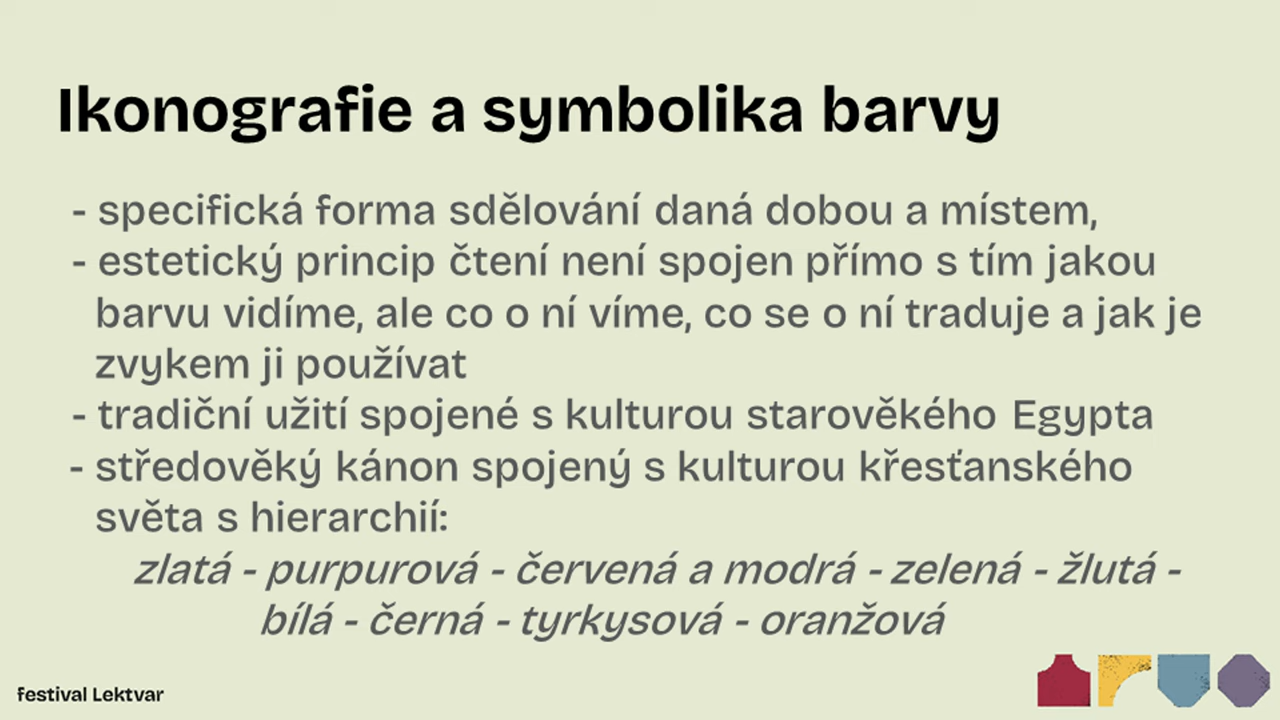 Ikonografie a symbolika barvy
- specifická forma sdělování daná dobou a místem,
- estetický princip čtení není spojen přímo s tím jakou
barvu vidíme, ale co o ní víme, co se o ní traduje a jak je
zvykem ji používat
- tradiční užití spojené s kulturou starověkého Egypta
- středověký kánon spojený s kulturou křesťanského
světa s hierarchií:
zlatá - purpurová - červená a modrá - zelená - žlutá -
bílá - černá - tyrkysová - oranžová
festival Lektvar